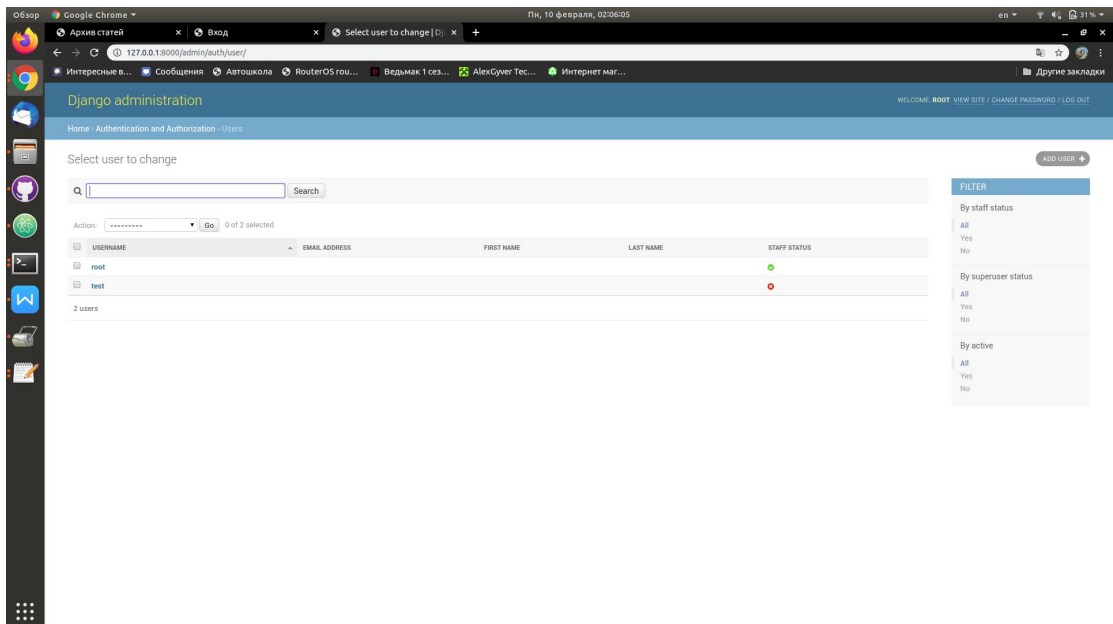 Обзор Google Chrome Пн, 10 февраля, 02:06:05 en 31 %
Архив статей × Вход × Select user to change | Dj × +
127.0.0.1:8000/admin/auth/user/
Интересные в... Сообщения Автошкола RouterOS rou... Ведьмак 1 сез... AlexGyver Tec... Интернет маг... Другие закладки
Django administration WELCOME, ROOT. VIEW SITE / CHANGE PASSWORD / LOG OUT
Home › Authentication and Authorization › Users
Select user to change ADD USER +
Search
Action: --------- Go 0 of 2 selected
USERNAME EMAIL ADDRESS FIRST NAME LAST NAME STAFF STATUS
root
test
2 users
FILTER
By staff status
All
Yes
No
By superuser status
All
Yes
No
By active
All
Yes
No